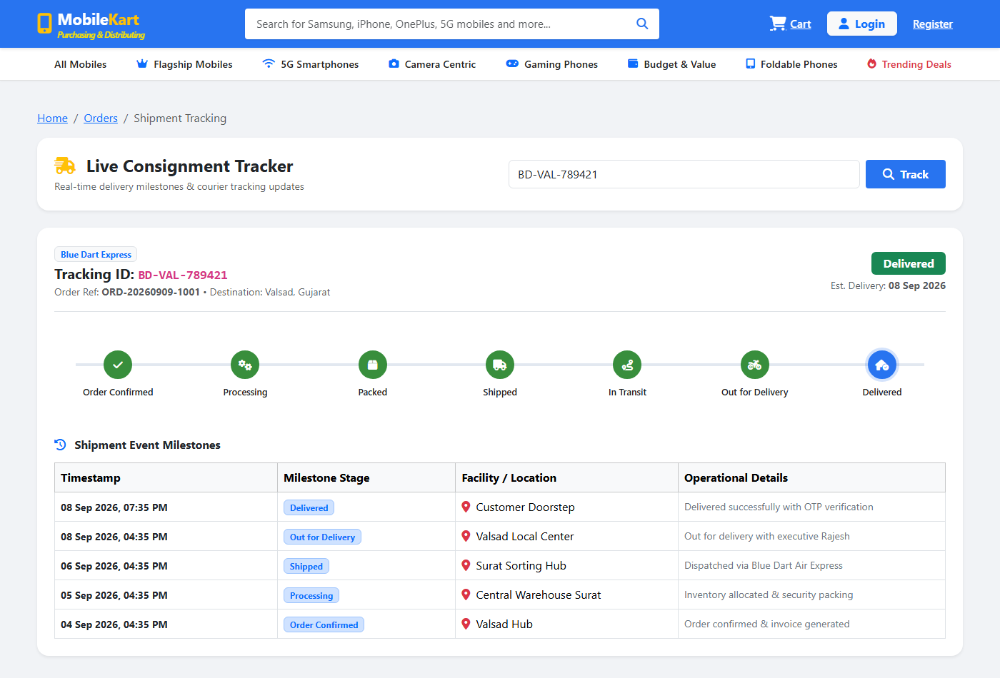 MobileKart
Purchasing & Distributing
Search for Samsung, iPhone, OnePlus, 5G mobiles and more...
Cart
Login
Register
All Mobiles
Flagship Mobiles
5G Smartphones
Camera Centric
Gaming Phones
Budget & Value
Foldable Phones
Trending Deals
Home / Orders / Shipment Tracking
Live Consignment Tracker
Real-time delivery milestones & courier tracking updates
BD-VAL-789421
Track
Blue Dart Express
Tracking ID: BD-VAL-789421
Order Ref: ORD-20260909-1001 • Destination: Valsad, Gujarat
Delivered
Est. Delivery: 08 Sep 2026
Order Confirmed
Processing
Packed
Shipped
In Transit
Out for Delivery
Delivered
Shipment Event Milestones
Timestamp Milestone Stage Facility / Location Operational Details
08 Sep 2026, 07:35 PM Delivered Customer Doorstep Delivered successfully with OTP verification
08 Sep 2026, 04:35 PM Out for Delivery Valsad Local Center Out for delivery with executive Rajesh
06 Sep 2026, 04:35 PM Shipped Surat Sorting Hub Dispatched via Blue Dart Air Express
05 Sep 2026, 04:35 PM Processing Central Warehouse Surat Inventory allocated & security packing
04 Sep 2026, 04:35 PM Order Confirmed Valsad Hub Order confirmed & invoice generated